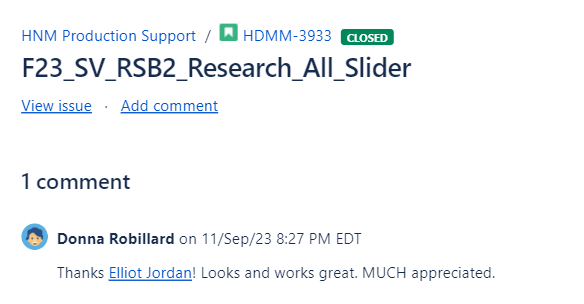 HNM Production Support / HDMM-3933 CLOSED
F23_SV_RSB2_Research_All_Slider
View issue · Add comment
1 comment
Donna Robillard on 11/Sep/23 8:27 PM EDT
Thanks Elliot Jordan! Looks and works great. MUCH appreciated.